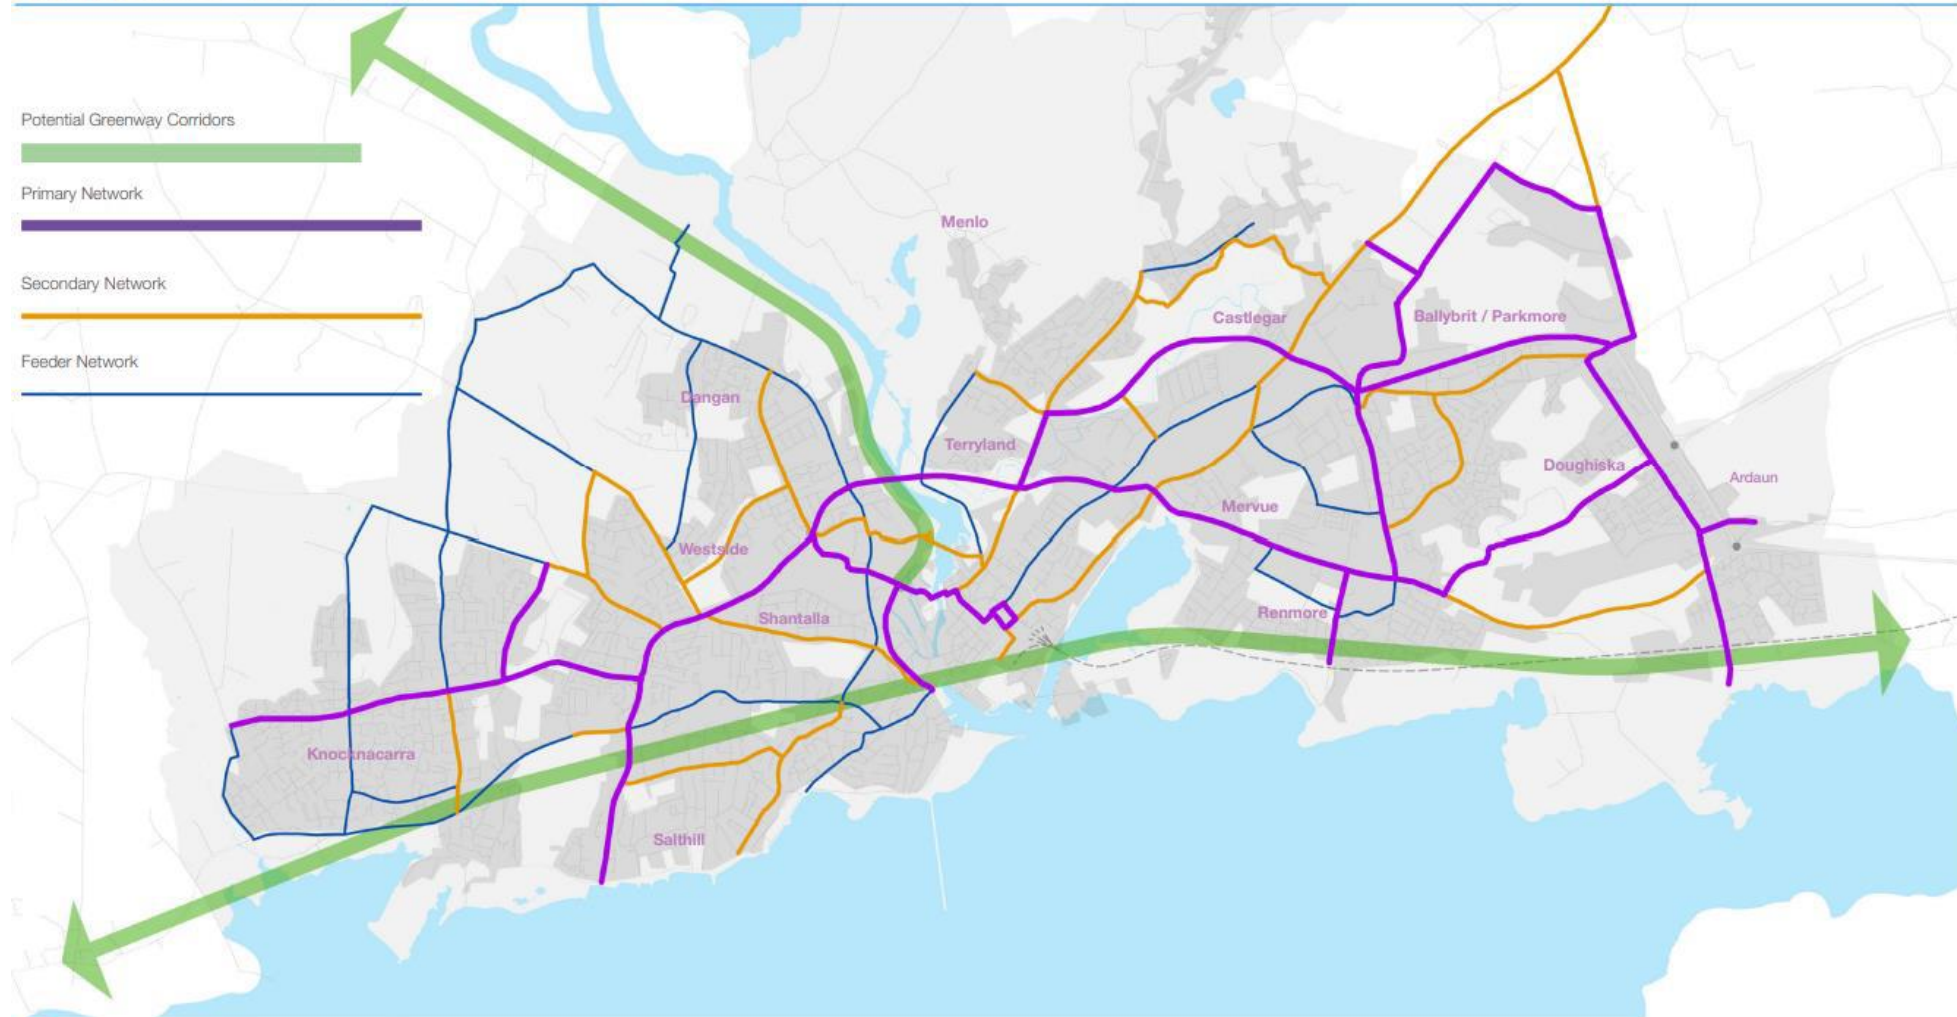 Potential Greenway Corridors
Primary Network
Secondary Network
Feeder Network
Menlo
Castlegar
Ballybrit / Parkmore
Dangan
Terryland
Doughiska
Ardaun
Mervue
Westside
Shantalla
Renmore
Knocknacarra
Salthill